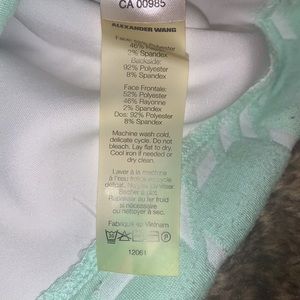 CA 00985
ALEXANDER WANG
Face: Polyester
46%
2% Spandex
Backside:
92% Polyester
8% Spandex
Face Frontale:
52% Polyester
46% Rayonne
2% Spandex
Dos: 92% Polyester
8% Spandex
Machine wash cold,
delicate cycle. Do not
bleach. Lay flat to dry.
Cool iron if needed or
dry clean.
Laver à la machine
à l'eau froide, cycle
délicat.
à plat.
Repasser au fer si
ou nettoyer à sec.
Fabriqué au Vietnam
12061